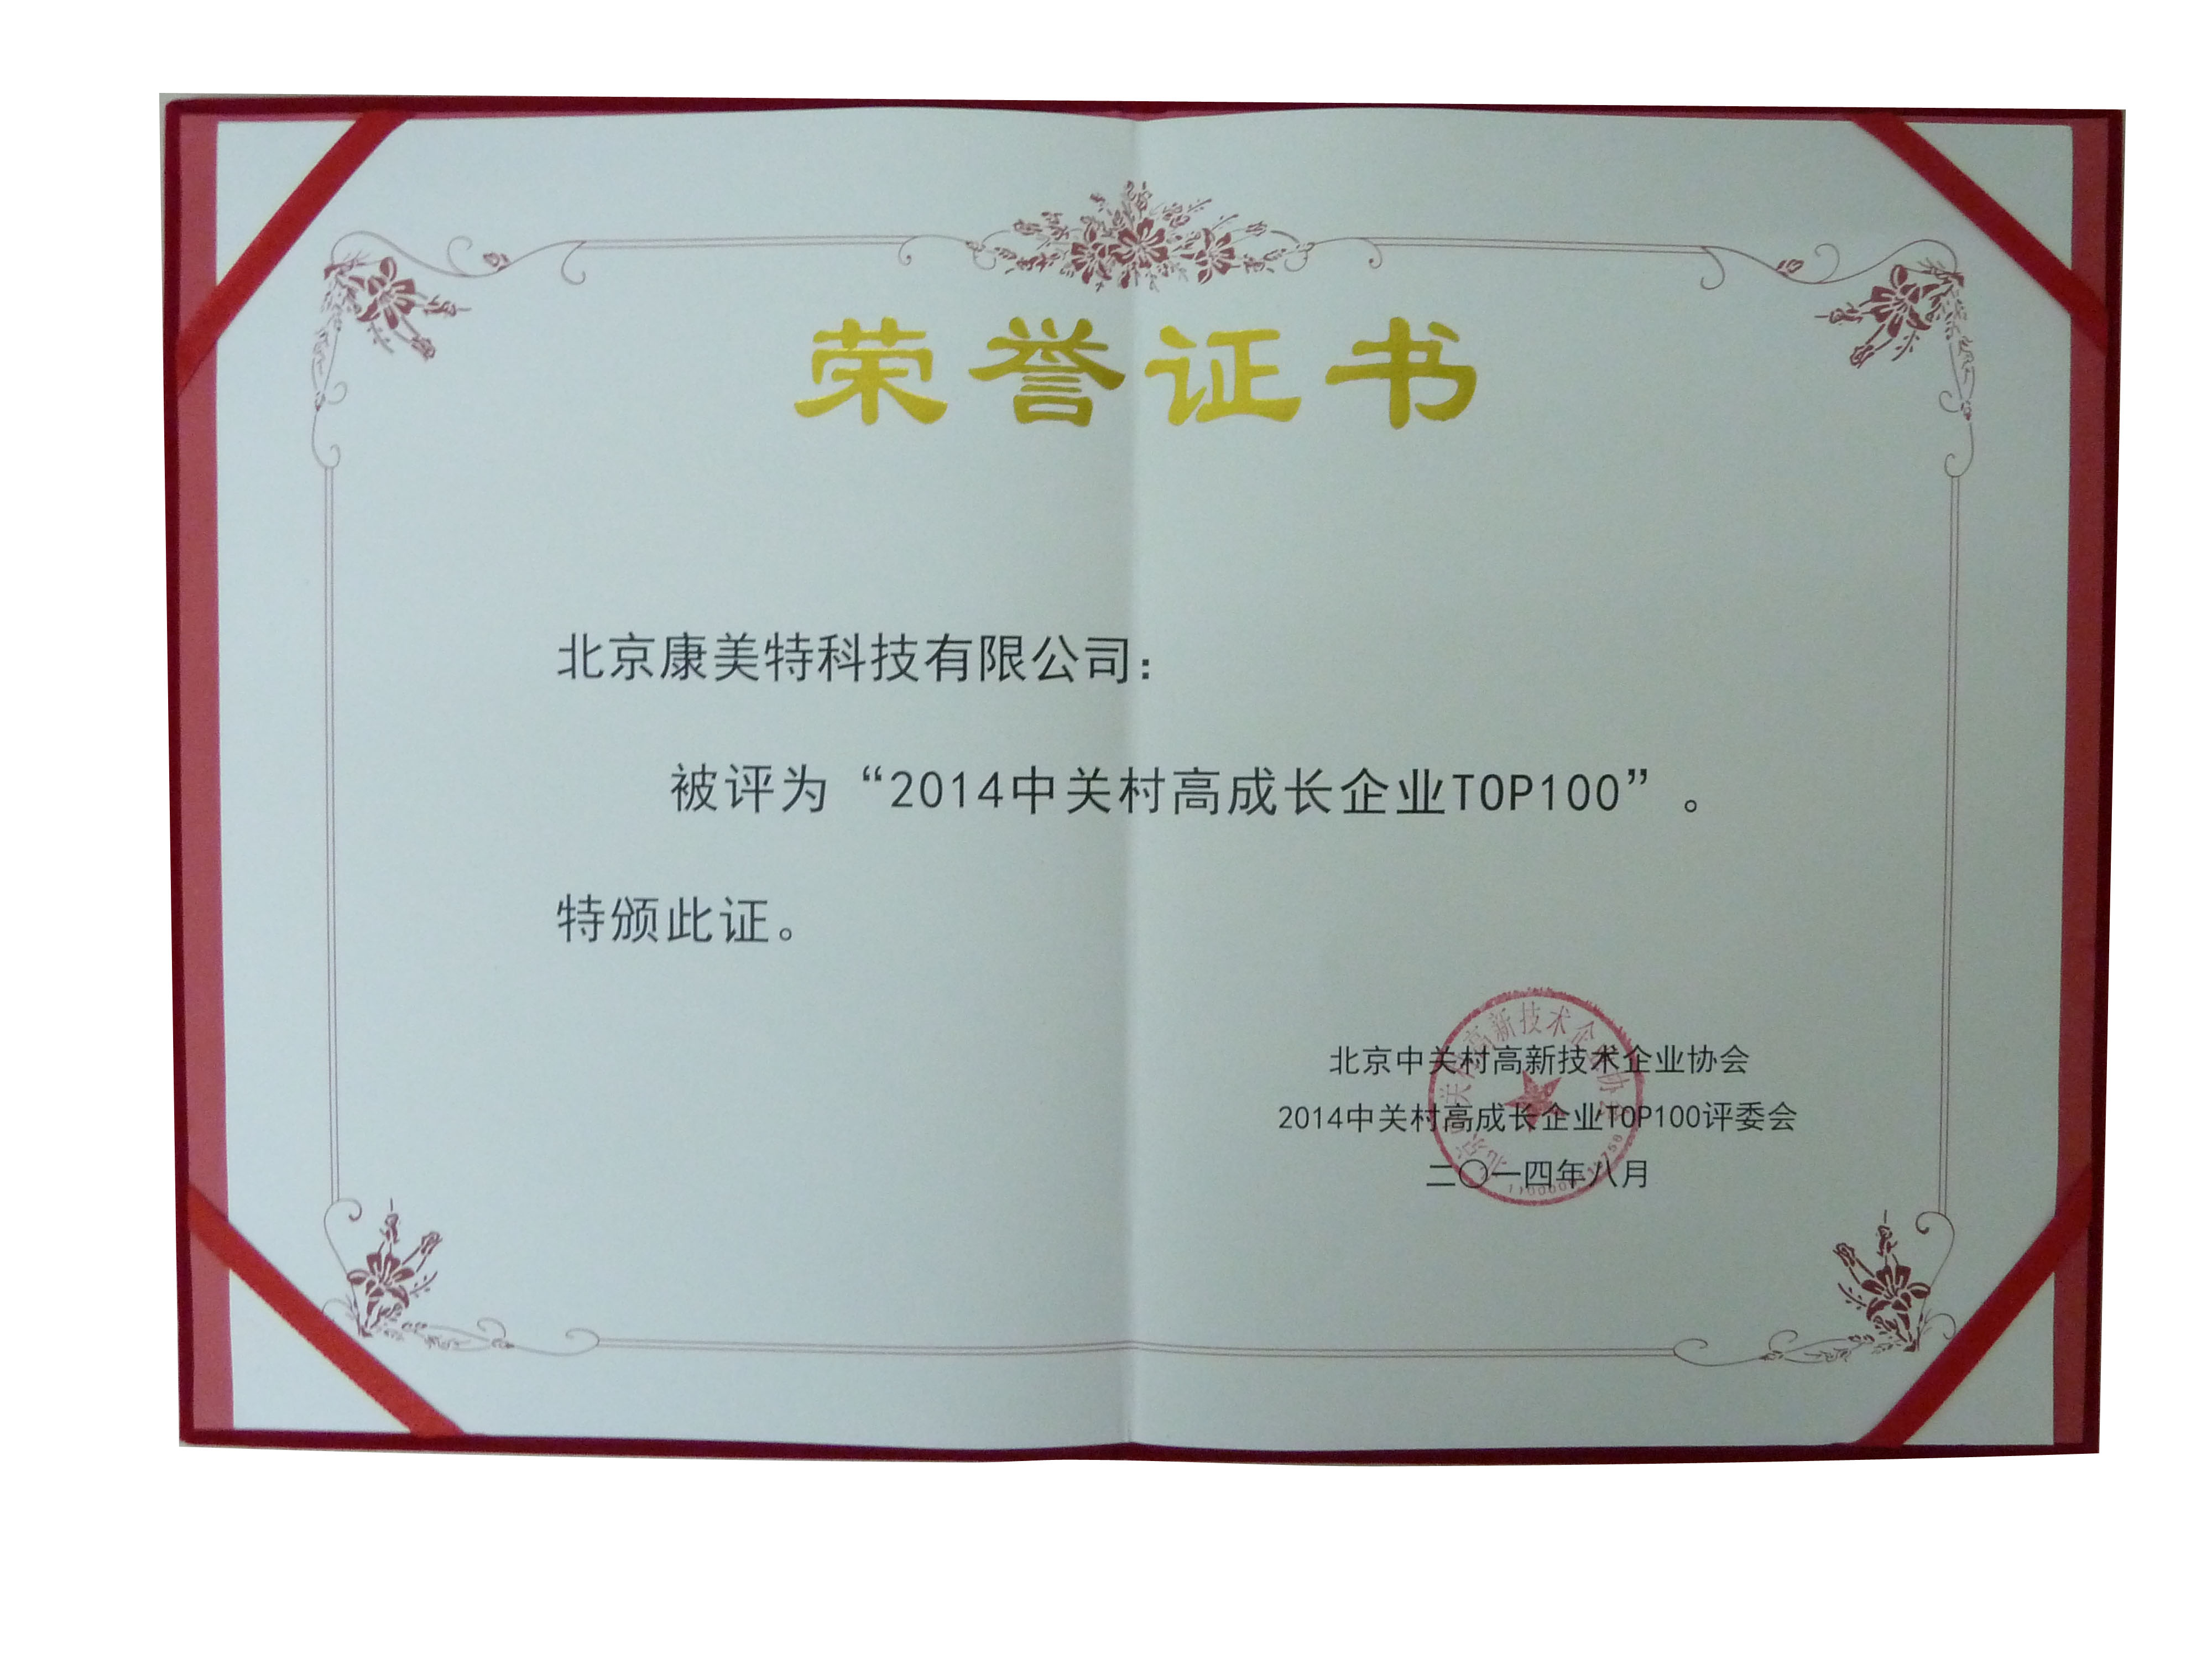 荣誉证书
北京康美特科技有限公司：
被评为“2014中关村高成长企业TOP100”。
特颁此证。
北京中关村高新技术企业协会
2014中关村高成长企业TOP100评委会
二〇一四年八月